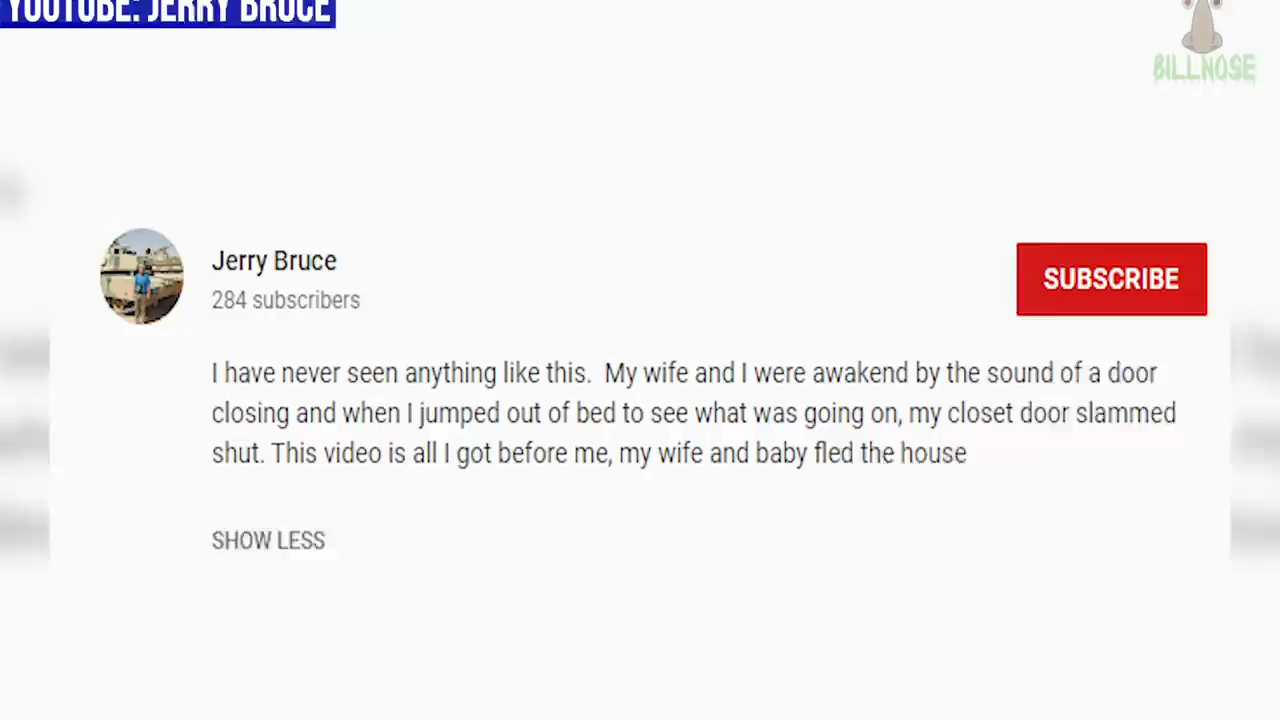 YOUTUBE: JERRY BRUCE
BILLNOSE
Jerry Bruce
284 subscribers
SUBSCRIBE
I have never seen anything like this.  My wife and I were awakend by the sound of a door
closing and when I jumped out of bed to see what was going on, my closet door slammed
shut. This video is all I got before me, my wife and baby fled the house
SHOW LESS